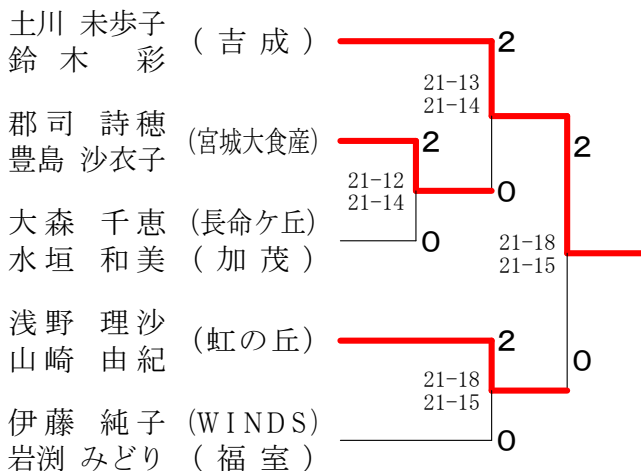 土川 未歩子
鈴木 彩
(吉成)
2
21-13
21-14
郡司 詩穂
豊島 沙衣子
(宮城大食産)
2
2
21-12
21-14
0
大森 千恵 (長命ケ丘)
水垣 和美 (加茂)
0
21-18
21-15
浅野 理沙
山崎 由紀
(虹の丘)
2
0
21-18
21-15
伊藤 純子 (WINDS)
岩渕 みどり (福室)
0